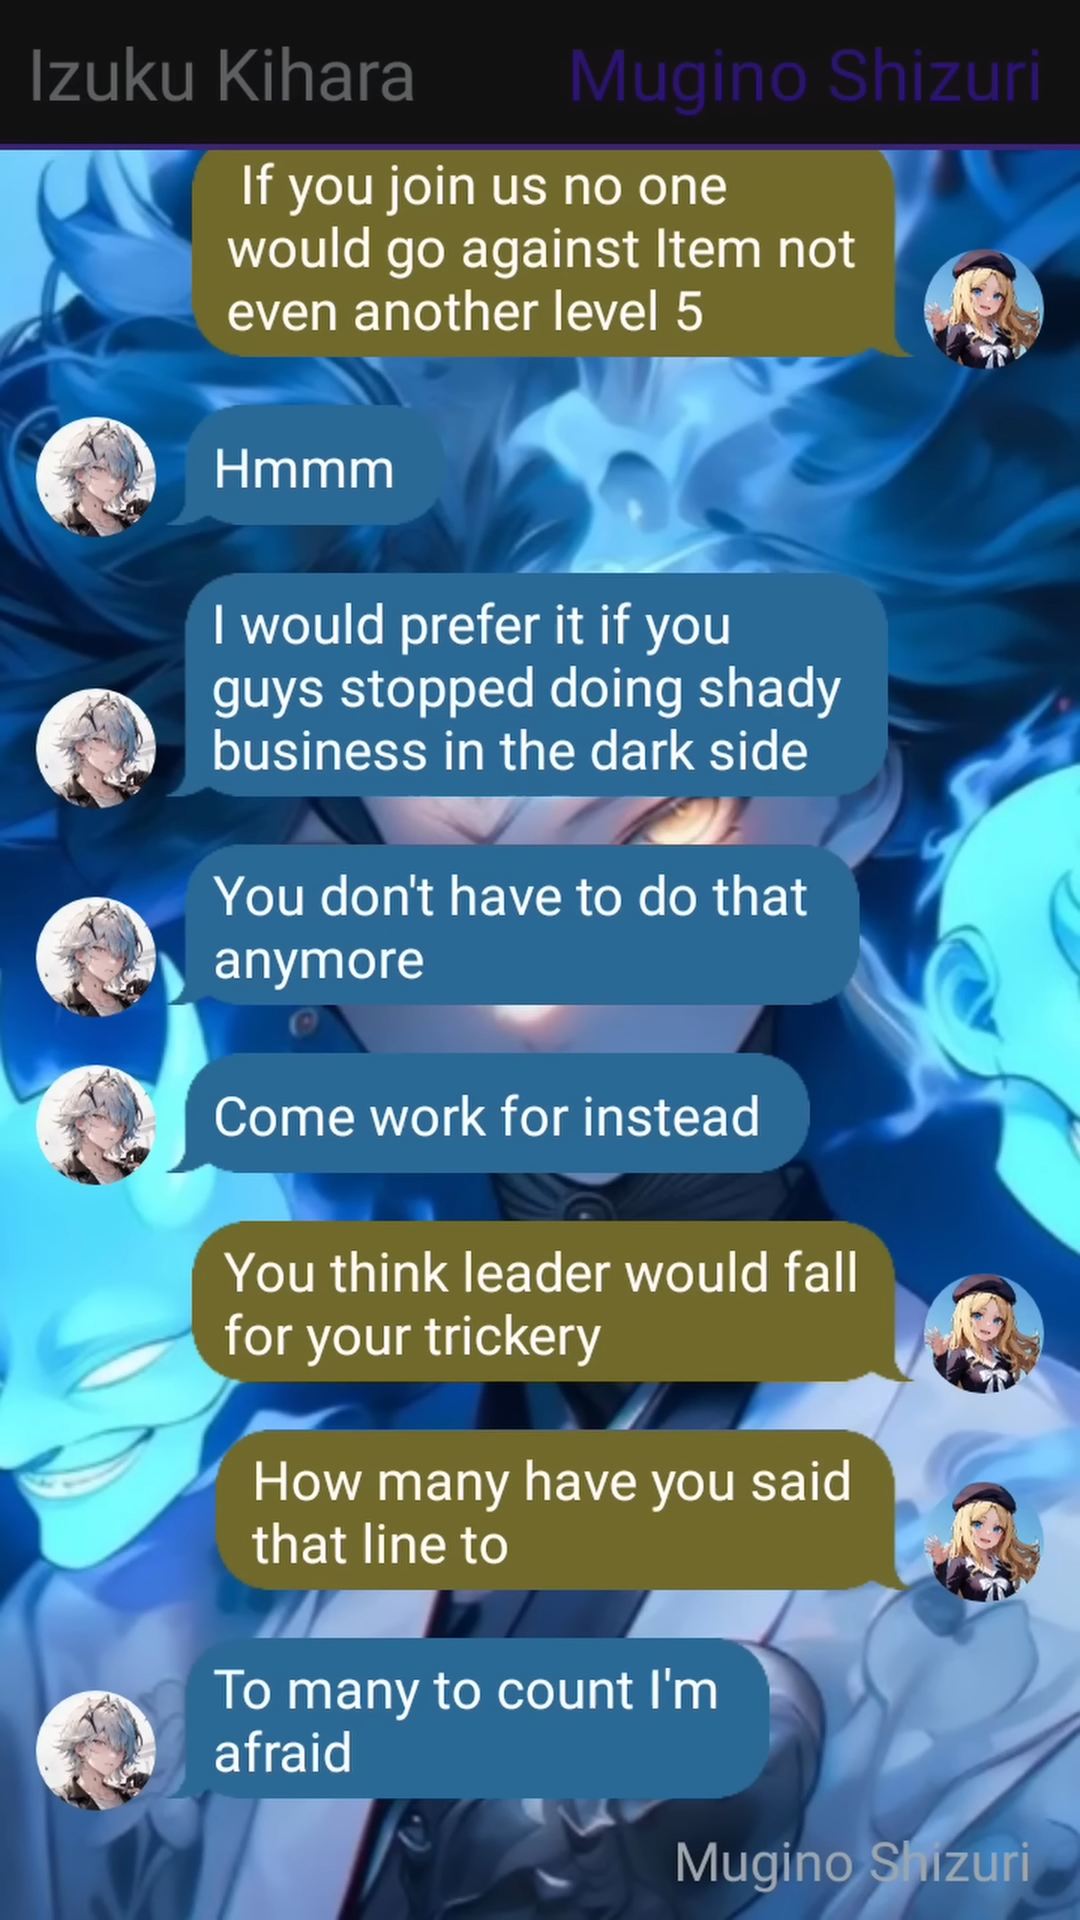 Izuku Kihara Mugino Shizuri
If you join us no one
would go against Item not
even another level 5
Hmmm
I would prefer it if you
guys stopped doing shady
business in the dark side
You don't have to do that
anymore
Come work for instead
You think leader would fall
for your trickery
How many have you said
that line to
To many to count I'm
afraid
Mugino Shizuri